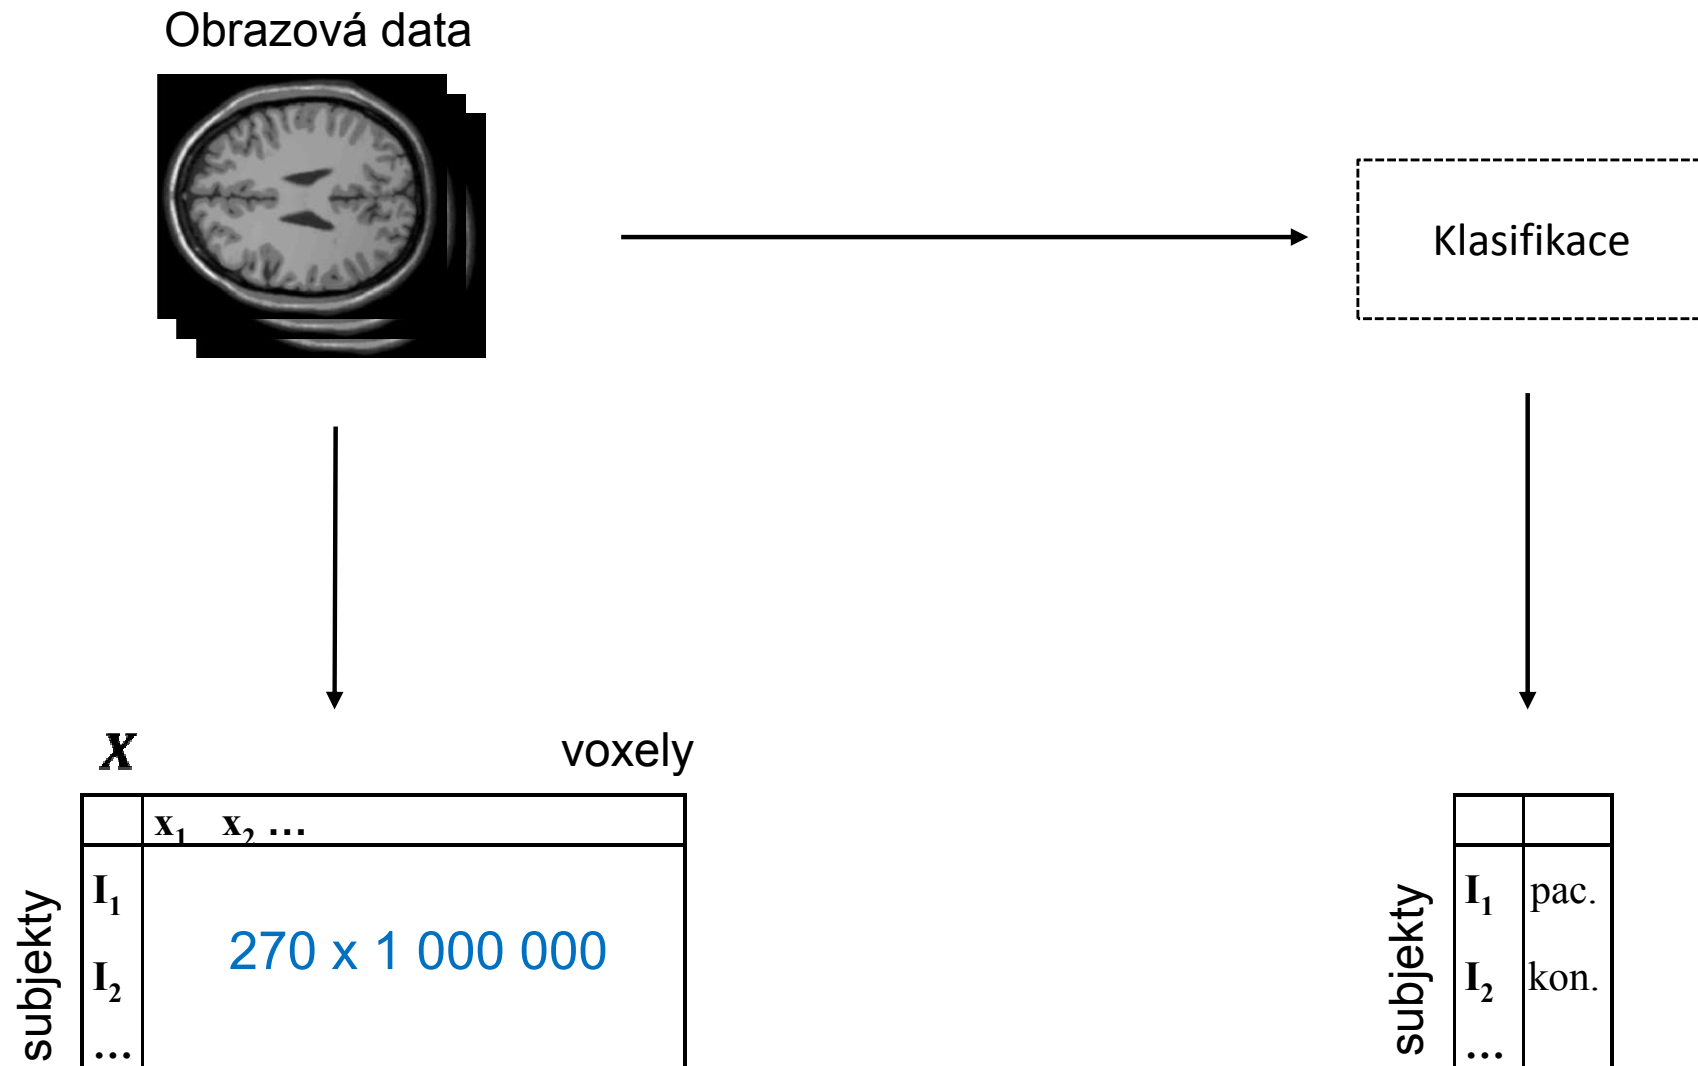 Obrazová data
Klasifikace
X
voxely
x₁ x₂ …
subjekty
I₁
270 x 1 000 000
I₂
…
subjekty
I₁ pac.
I₂ kon.
…